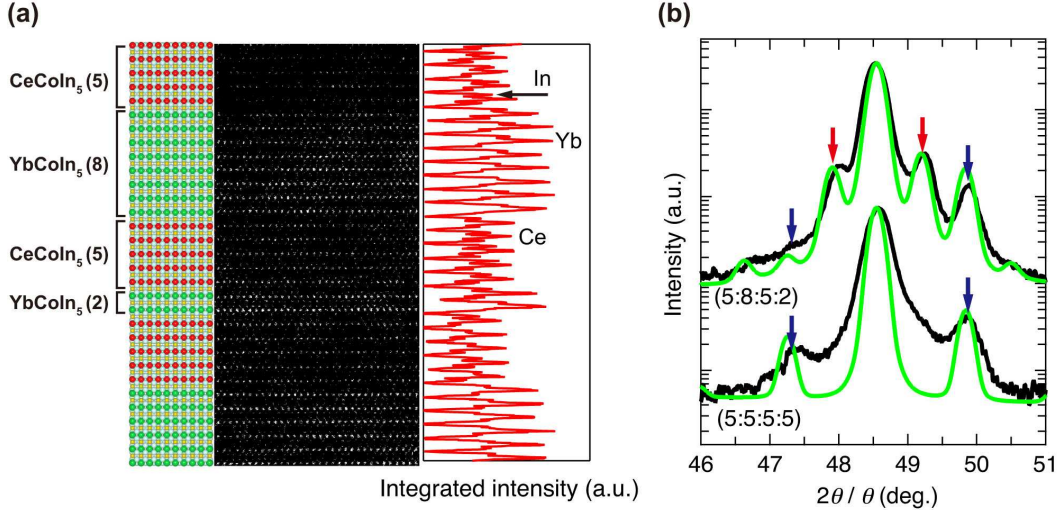 (a)
CeCoIn5 (5)
YbCoIn5 (8)
CeCoIn5 (5)
YbCoIn5 (2)
In
Yb
Ce
Integrated intensity (a.u.)
(b)
Intensity (a.u.)
(5:8:5:2)
(5:5:5:5)
46 47 48 49 50 51
2θ / θ (deg.)